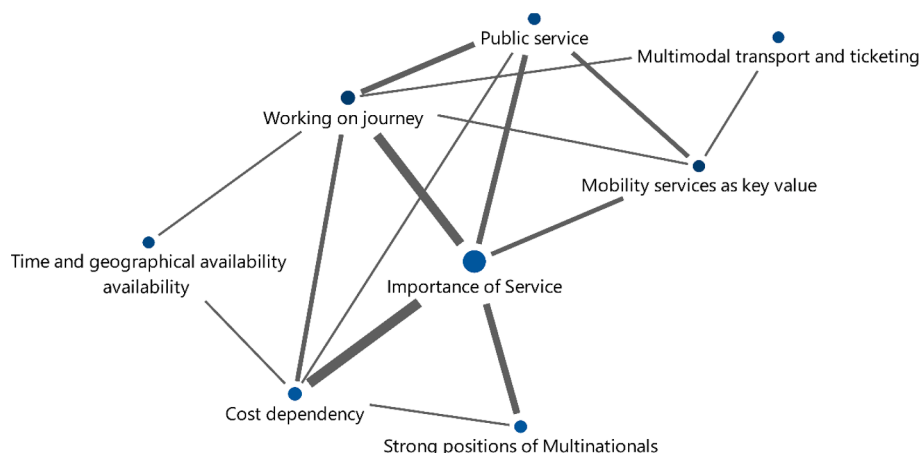 Public service
Multimodal transport and ticketing
Working on journey
Mobility services as key value
Time and geographical availability
availability
Importance of Service
Cost dependency
Strong positions of Multinationals